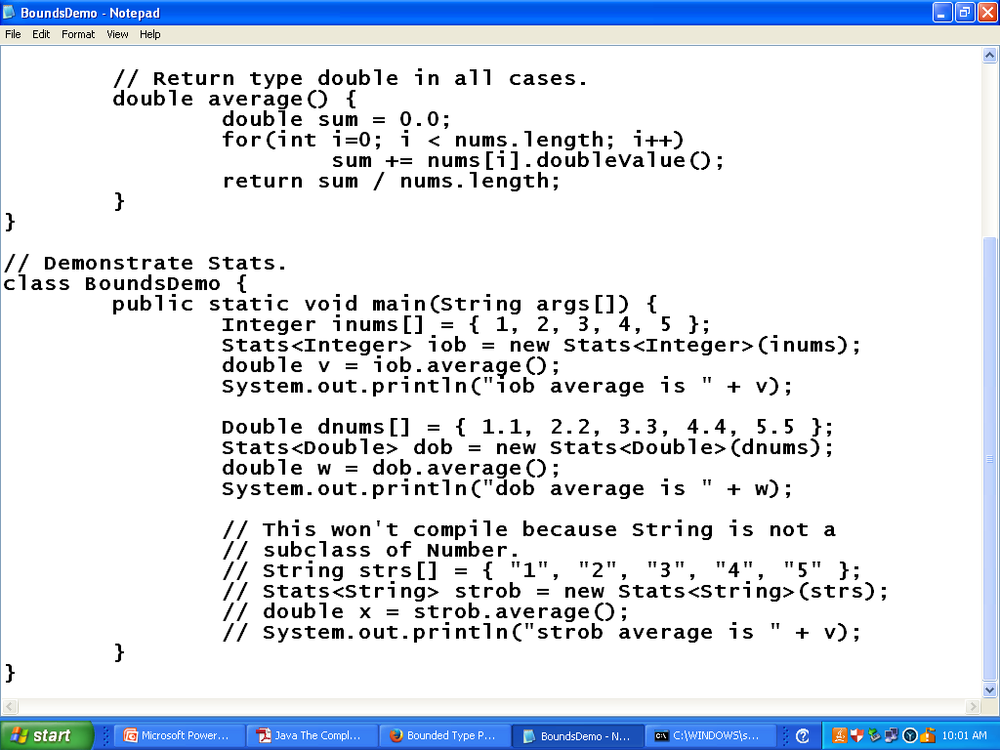 BoundsDemo - Notepad
File Edit Format View Help
// Return type double in all cases.
double average() {
double sum = 0.0;
for(int i=0; i < nums.length; i++)
sum += nums[i].doubleValue();
return sum / nums.length;
}
}
// Demonstrate Stats.
class BoundsDemo {
public static void main(String args[]) {
Integer inums[] = { 1, 2, 3, 4, 5 };
Stats<Integer> iob = new Stats<Integer>(inums);
double v = iob.average();
System.out.println("iob average is " + v);
Double dnums[] = { 1.1, 2.2, 3.3, 4.4, 5.5 };
Stats<Double> dob = new Stats<Double>(dnums);
double w = dob.average();
System.out.println("dob average is " + w);
// This won't compile because String is not a
// subclass of Number.
// String strs[] = { "1", "2", "3", "4", "5" };
// Stats<String> strob = new Stats<String>(strs);
// double x = strob.average();
// System.out.println("strob average is " + v);
}
}
start Microsoft Power... Java The Compl... Bounded Type P... BoundsDemo - N... C:\WINDOWS\s... 10:01 AM